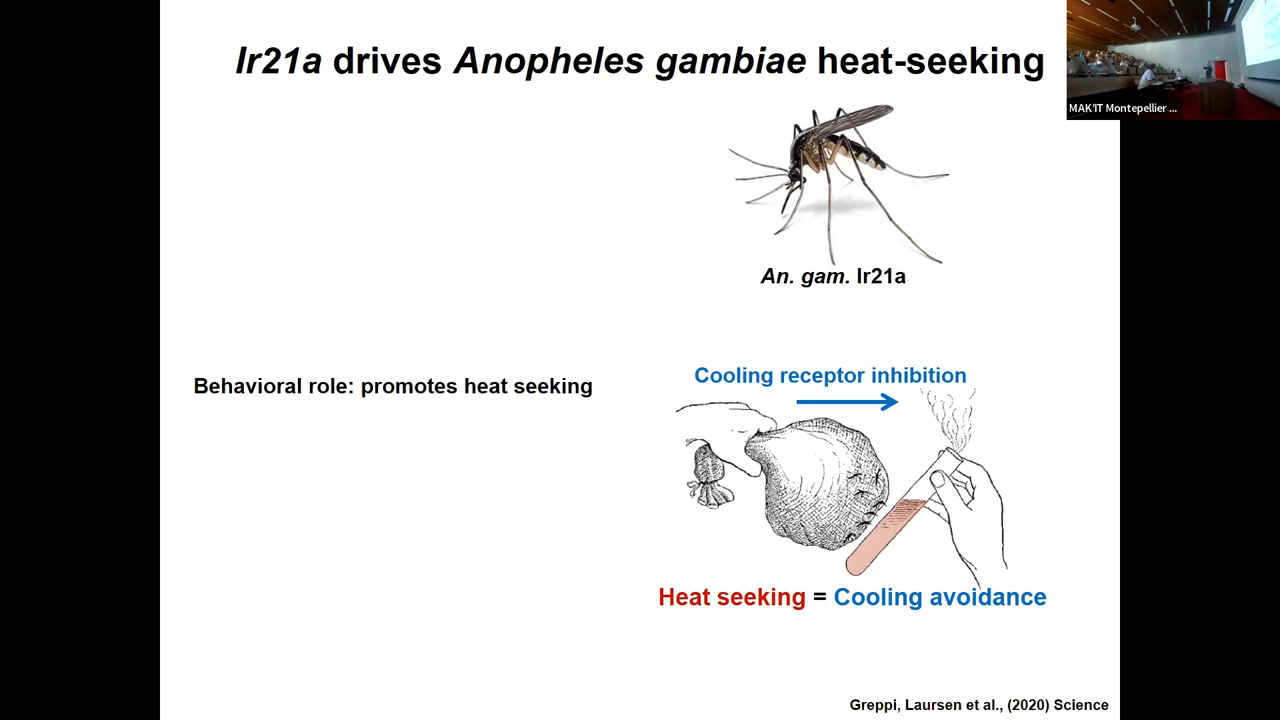 Ir21a drives Anopheles gambiae heat-seeking
MAK'IT Montepellier ...
An. gam. Ir21a
Cooling receptor inhibition
Behavioral role: promotes heat seeking
Heat seeking = Cooling avoidance
Greppi, Laursen et al., (2020) Science